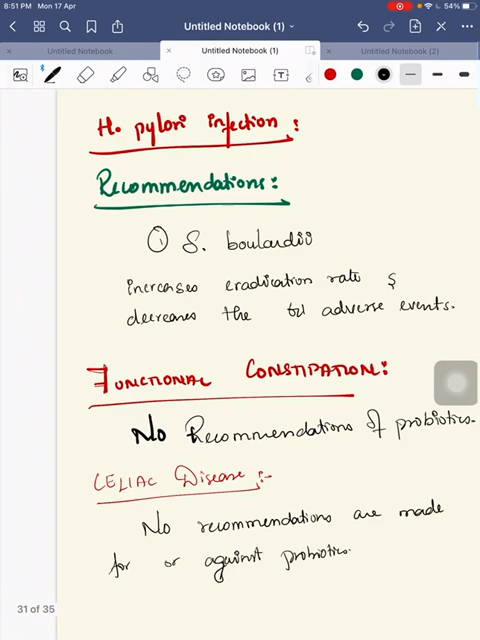 8:51 PM Mon 17 Apr
54%
Untitled Notebook (1)
Untitled Notebook
Untitled Notebook (1)
Untitled Notebook (2)
H. pylori infection :
Recommendations :
① S. boulardii
increases eradication rate &
decreases the adverse events.
FUNCTIONAL CONSTIPATION :
No Recommendations of probiotics.
CELIAC Disease :-
No recommendations are made
for or against probiotics.
31 of 35